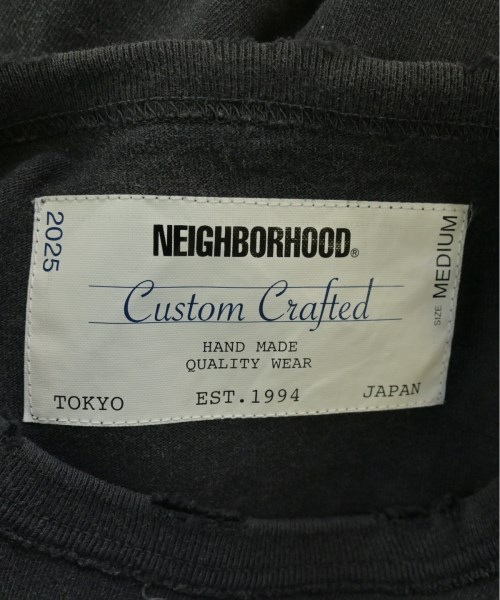 2025
NEIGHBORHOOD®
Custom Crafted
HAND MADE
QUALITY WEAR
TOKYO EST.1994 JAPAN
SIZE MEDIUM